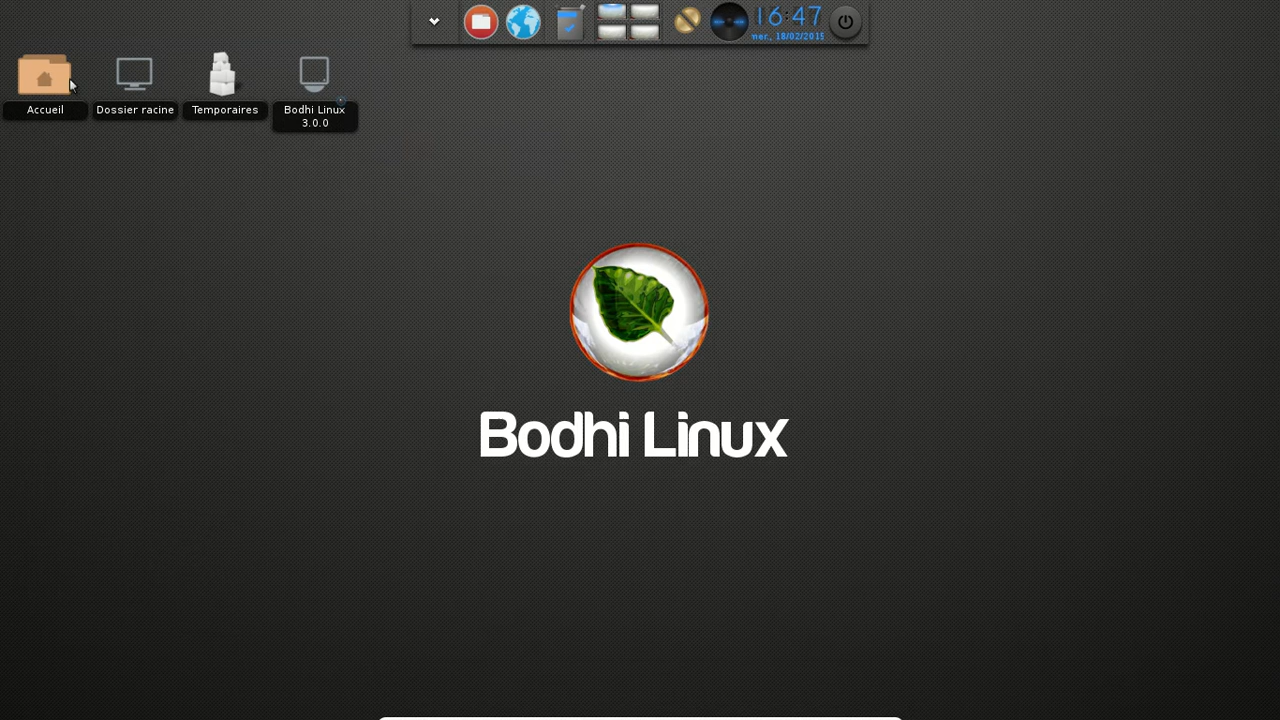 16:47
mer., 18/02/2015
Accueil
Dossier racine
Temporaires
Bodhi Linux
3.0.0
Bodhi Linux